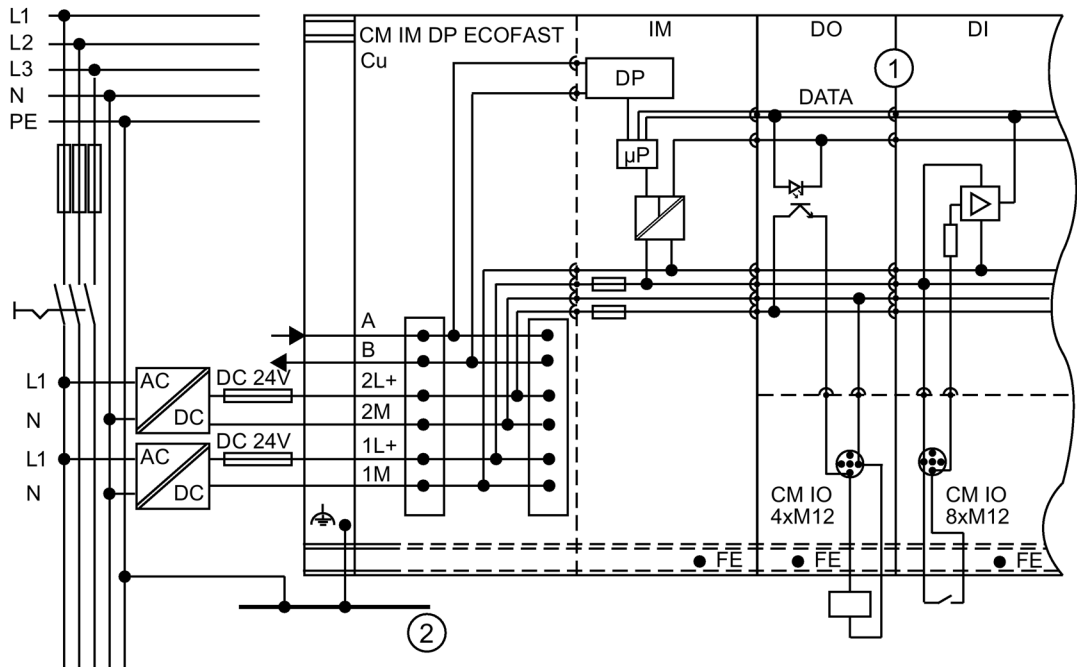 L1
L2
L3
N
PE
CM IM DP ECOFAST
Cu
IM
DO
DI
1
DP
DATA
µP
A
B
2L+
2M
1L+
1M
L1
N
L1
N
AC
DC
DC 24V
AC
DC
DC 24V
CM IO
4xM12
CM IO
8xM12
FE
FE
FE
2